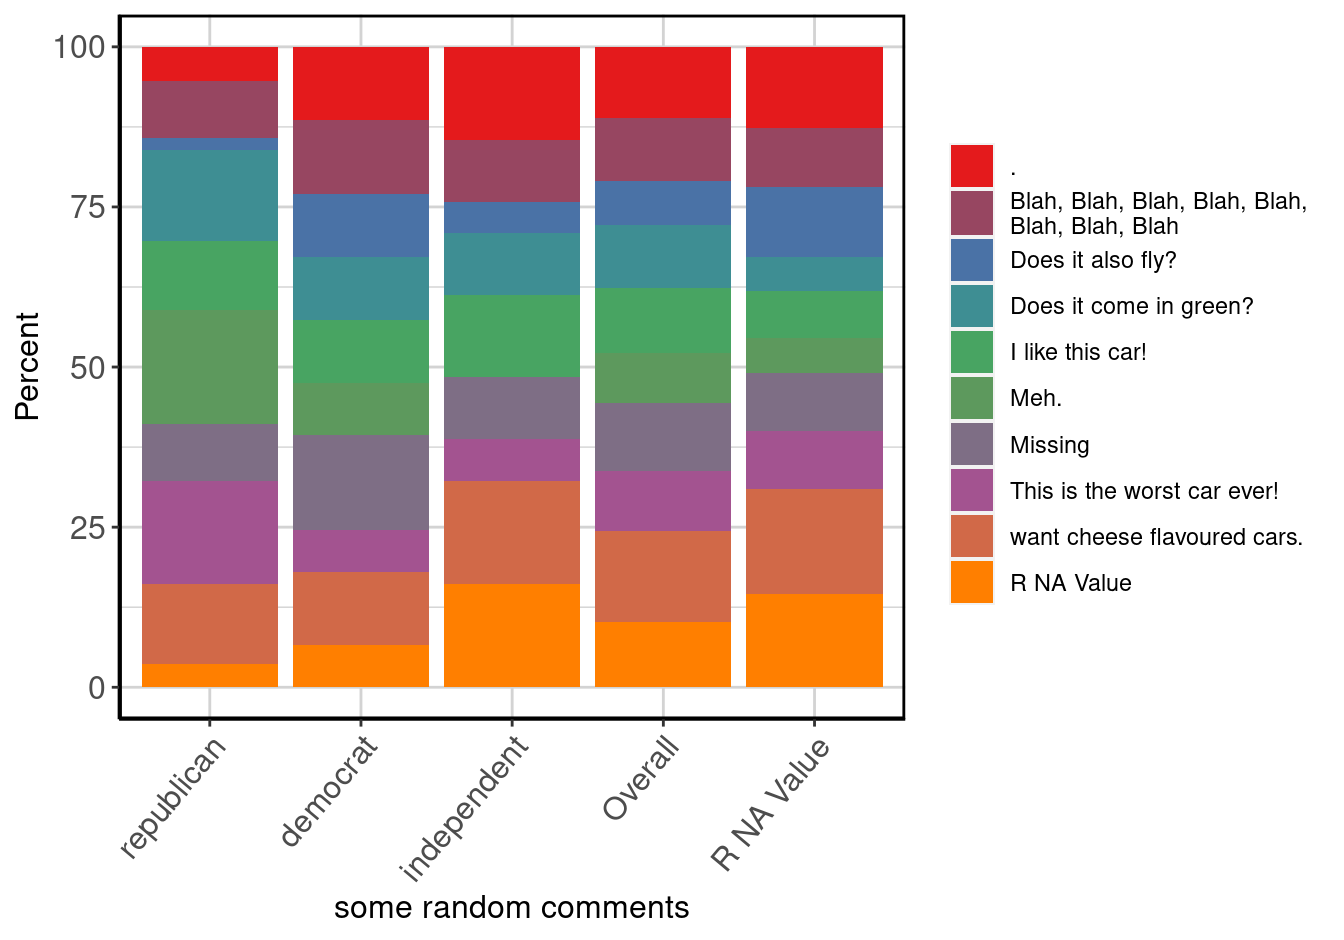 Percent
100
75
50
25
0
republican
democrat
independent
Overall
R NA Value
some random comments
.
Blah, Blah, Blah, Blah, Blah,
Blah, Blah, Blah
Does it also fly?
Does it come in green?
I like this car!
Meh.
Missing
This is the worst car ever!
want cheese flavoured cars.
R NA Value